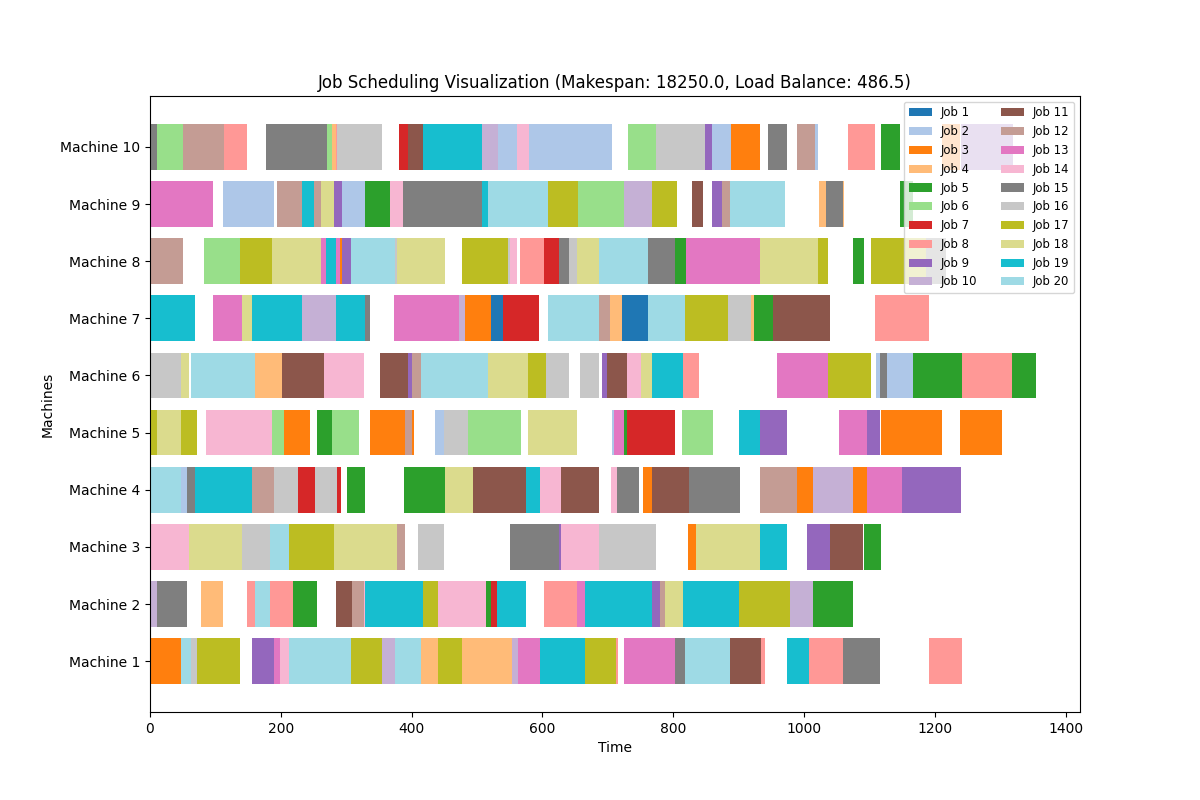 Job Scheduling Visualization (Makespan: 18250.0, Load Balance: 486.5)
Machine 10
Machine 9
Machine 8
Machine 7
Machine 6
Machine 5
Machine 4
Machine 3
Machine 2
Machine 1
Machines
0 200 400 600 800 1000 1200 1400
Time
Job 1 Job 11
Job 2 Job 12
Job 3 Job 13
Job 4 Job 14
Job 5 Job 15
Job 6 Job 16
Job 7 Job 17
Job 8 Job 18
Job 9 Job 19
Job 10 Job 20